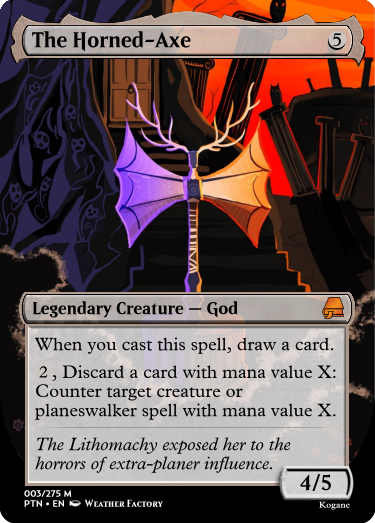 The Horned-Axe 5
Legendary Creature — God
When you cast this spell, draw a card.
2 , Discard a card with mana value X:
Counter target creature or
planeswalker spell with mana value X.
The Lithomachy exposed her to the
horrors of extra-planer influence.
4/5
003/275 M
PTN • EN Weather Factory
Kogane